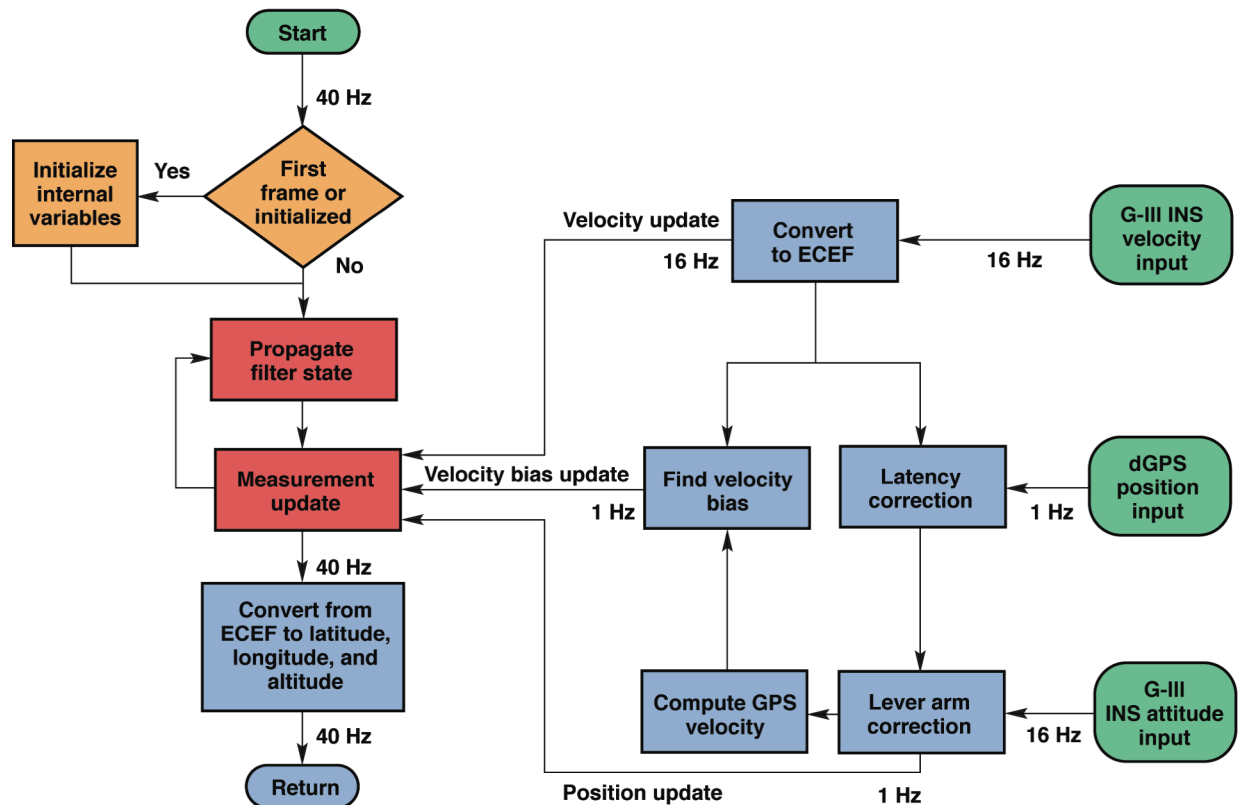 Start
40 Hz
First
frame or
initialized
Yes
Initialize
internal
variables
No
Propagate
filter state
Measurement
update
40 Hz
Convert from
ECEF to latitude,
longitude, and
altitude
40 Hz
Return
Velocity update
16 Hz
Convert
to ECEF
16 Hz
G-III INS
velocity
input
Velocity bias update
1 Hz
Find velocity
bias
Latency
correction
1 Hz
dGPS
position
input
Compute GPS
velocity
Lever arm
correction
16 Hz
G-III
INS attitude
input
Position update
1 Hz